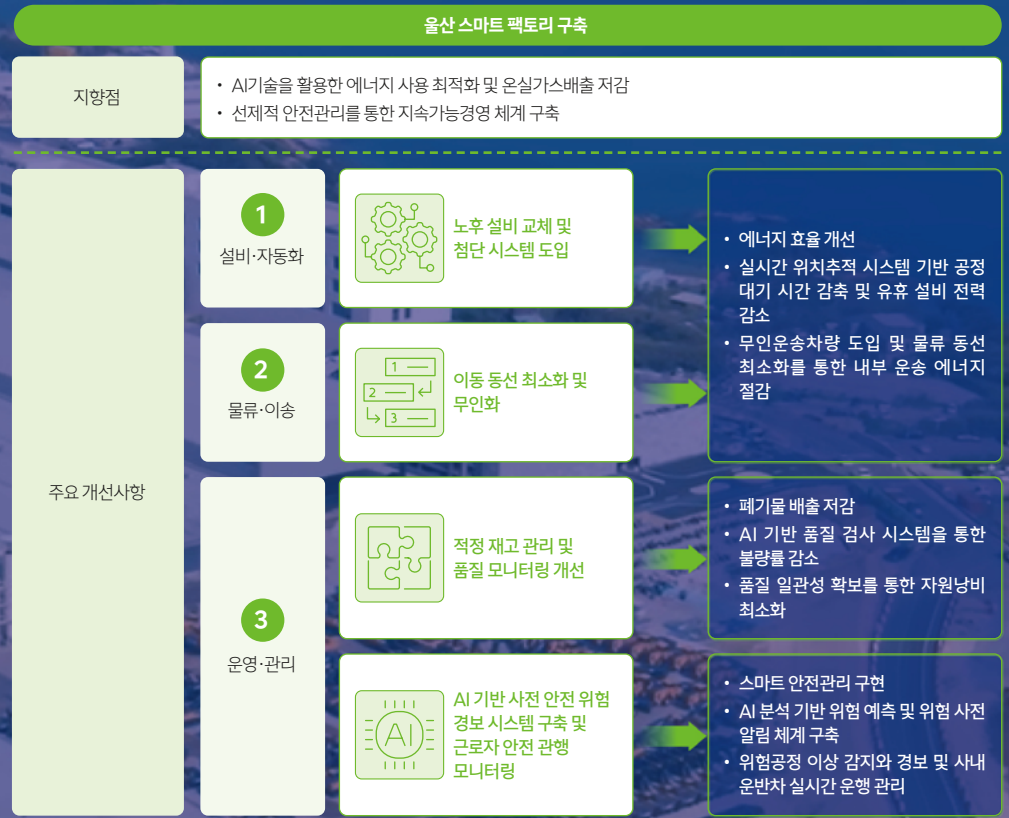 울산 스마트 팩토리 구축
지향점
• AI기술을 활용한 에너지 사용 최적화 및 온실가스배출 저감
• 선제적 안전관리를 통한 지속가능경영 체계 구축
주요 개선사항
1
설비·자동화
노후 설비 교체 및
첨단 시스템 도입
2
물류·이송
1
2
3
이동 동선 최소화 및
무인화
• 에너지 효율 개선
• 실시간 위치추적 시스템 기반 공정
대기 시간 감축 및 유휴 설비 전력
감소
• 무인운송차량 도입 및 물류 동선
최소화를 통한 내부 운송 에너지
절감
3
운영·관리
적정 재고 관리 및
품질 모니터링 개선
• 폐기물 배출 저감
• AI 기반 품질 검사 시스템을 통한
불량률 감소
• 품질 일관성 확보를 통한 자원낭비
최소화
AI
AI 기반 사전 안전 위험
경보 시스템 구축 및
근로자 안전 관행
모니터링
• 스마트 안전관리 구현
• AI 분석 기반 위험 예측 및 위험 사전
알림 체계 구축
• 위험공정 이상 감지와 경보 및 사내
운반차 실시간 운행 관리